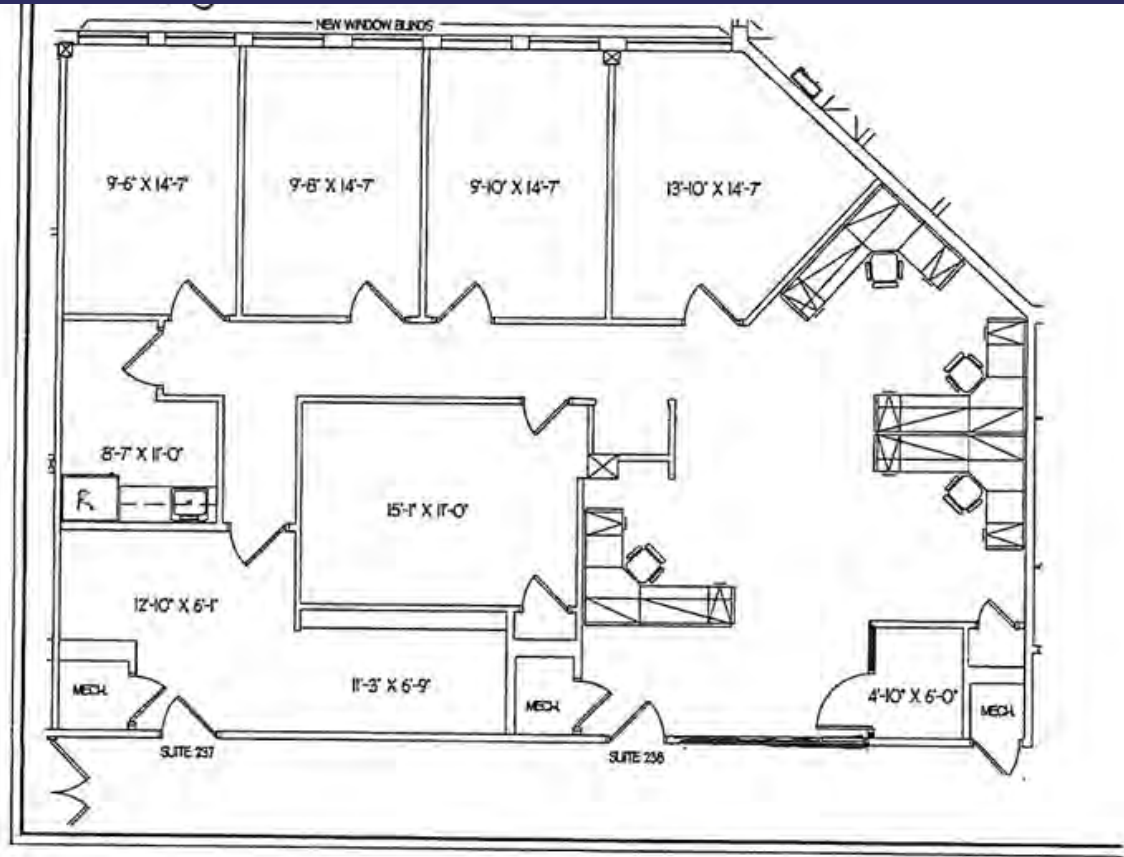 NEW WINDOW BLINDS
9'-6" X 14'-7"
9'-8" X 14'-7"
9'-10" X 14'-7"
13'-10" X 14'-7"
8'-7" X 11'-0"
R
15'-1" X 11'-0"
12'-10" X 6'-1"
11'-3" X 6'-9"
4'-10" X 6'-0"
MECH.
MECH.
MECH.
SUITE 237
SUITE 238